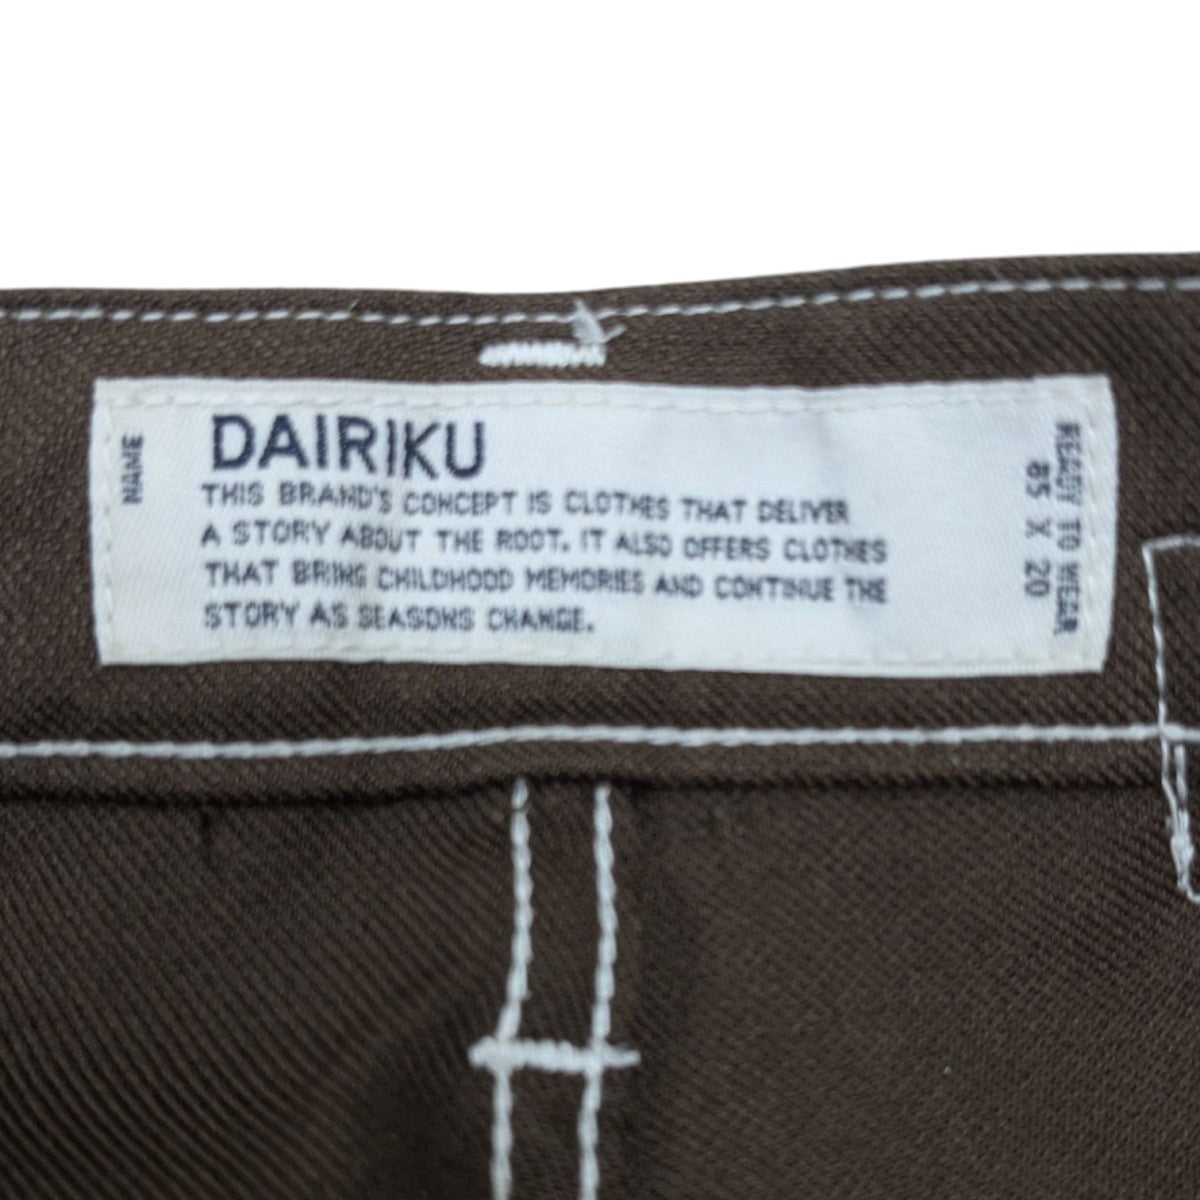 NAME
DAIRIKU
THIS BRAND'S CONCEPT IS CLOTHES THAT DELIVER
A STORY ABOUT THE ROOT. IT ALSO OFFERS CLOTHES
THAT BRING CHILDHOOD MEMORIES AND CONTINUE THE
STORY AS SEASONS CHANGE.
READY TO WEAR
85 X 20